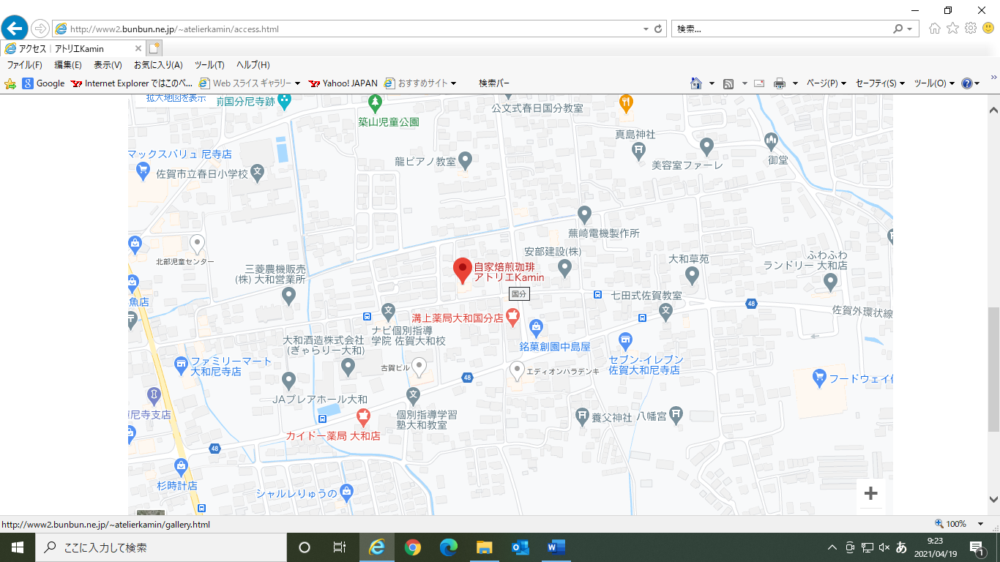 http://www2.bunbun.ne.jp/~atelierkamin/access.html
検索...
アクセス | アトリエKamin
ファイル(F) 編集(E) 表示(V) お気に入り(A) ツール(T) ヘルプ(H)
Google Internet Explorer ではこのペ... Web スライス ギャラリー Yahoo! JAPAN おすすめサイト 検索バー
ページ(P) セーフティ(S) ツール(O)
拡大地図を表示
前国分尼寺跡
築山児童公園
公文式春日国分教室
真島神社
美容室ファーレ
御堂
マックスバリュ 尼寺店
佐賀市立春日小学校
龍ピアノ教室
蕪崎電機製作所
北部児童センター
安部建設(株)
大和草苑
ふわふわ
ランドリー 大和店
三菱農機販売
(株) 大和営業所
自家焙煎珈琲
アトリエKamin
国分
七田式佐賀教室
48
佐賀外環状線
魚店
溝上薬局大和国分店
ナビ個別指導
学院 佐賀大和校
銘菓創園中島屋
大和酒造株式会社
(ぎゃらりー大和)
セブン-イレブン
佐賀大和尼寺店
ファミリーマート
大和尼寺店
古賀ビル
エディオンハラデンキ
48
フードウェイ
JAプレアホール大和
尼寺支店
個別指導学習
塾大和教室
養父神社
八幡宮
カイドー薬局 大和店
48
杉時計店
シャルレりゅうの
+
http://www2.bunbun.ne.jp/~atelierkamin/gallery.html
100%
ここに入力して検索
あ
9:23
2021/04/19
1